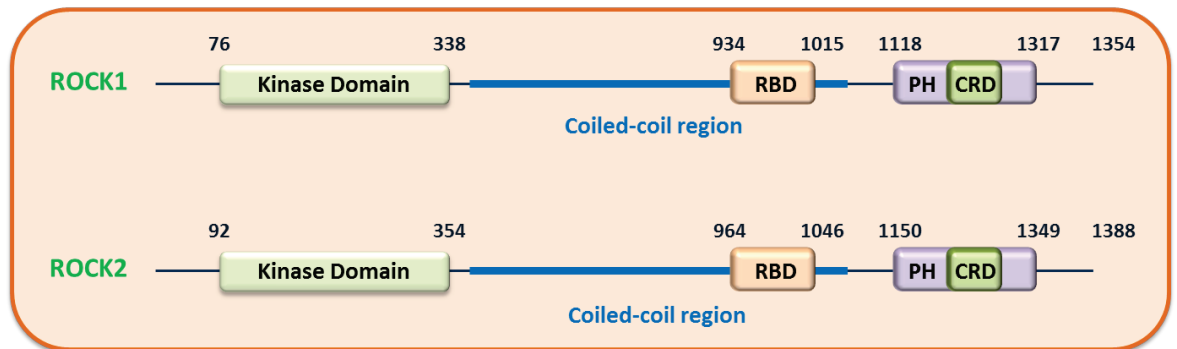 76 338 934 1015 1118 1317 1354
ROCK1 Kinase Domain RBD PH CRD
Coiled-coil region
92 354 964 1046 1150 1349 1388
ROCK2 Kinase Domain RBD PH CRD
Coiled-coil region